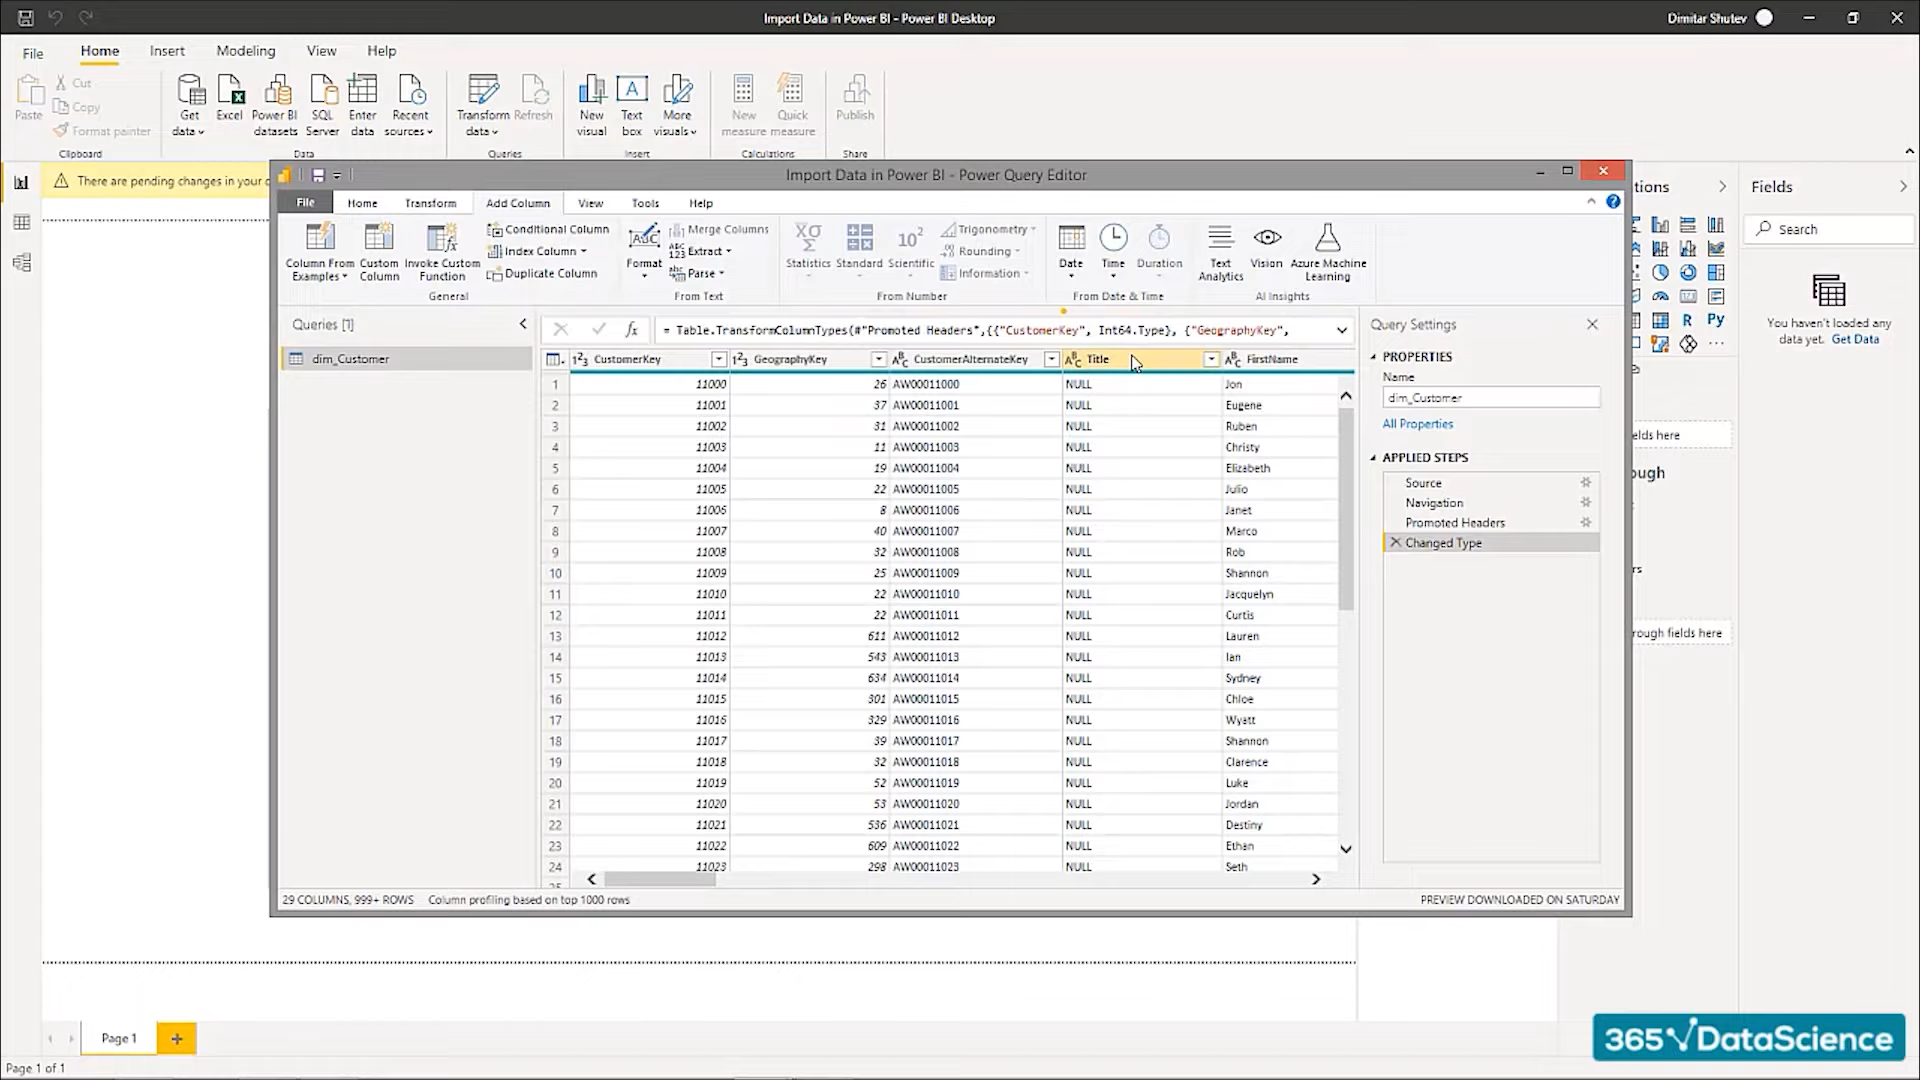 Import Data in Power BI - Power BI Desktop
Dimitar Shutev
File Home Insert Modeling View Help
Paste
Cut
Copy
Format painter
Clipboard
Get data
Excel
Power BI datasets
SQL Server
Enter data
Recent sources
Data
Transform data
Refresh
Queries
New visual
Text box
More visuals
Insert
New measure
Quick measure
Calculations
Publish
Share
There are pending changes in your
Import Data in Power BI - Power Query Editor
File Home Transform Add Column View Tools Help
Column From Examples
Custom Column
Invoke Custom Function
Conditional Column
Index Column
Duplicate Column
General
Format
Merge Columns
Extract
Parse
From Text
Statistics
Standard
Scientific
Trigonometry
Rounding
Information
From Number
Date
Time
Duration
From Date & Time
Text Analytics
Vision
Azure Machine Learning
AI Insights
Queries [1]
dim_Customer
= Table.TransformColumnTypes(#"Promoted Headers",{{"CustomerKey", Int64.Type}, {"GeographyKey",
CustomerKey GeographyKey CustomerAlternateKey Title FirstName
1 11000 26 AW00011000 NULL Jon
2 11001 37 AW00011001 NULL Eugene
3 11002 31 AW00011002 NULL Ruben
4 11003 11 AW00011003 NULL Christy
5 11004 19 AW00011004 NULL Elizabeth
6 11005 22 AW00011005 NULL Julio
7 11006 8 AW00011006 NULL Janet
8 11007 40 AW00011007 NULL Marco
9 11008 32 AW00011008 NULL Rob
10 11009 25 AW00011009 NULL Shannon
11 11010 22 AW00011010 NULL Jacquelyn
12 11011 22 AW00011011 NULL Curtis
13 11012 611 AW00011012 NULL Lauren
14 11013 543 AW00011013 NULL Ian
15 11014 634 AW00011014 NULL Sydney
16 11015 301 AW00011015 NULL Chloe
17 11016 329 AW00011016 NULL Wyatt
18 11017 39 AW00011017 NULL Shannon
19 11018 32 AW00011018 NULL Clarence
20 11019 52 AW00011019 NULL Luke
21 11020 53 AW00011020 NULL Jordan
22 11021 536 AW00011021 NULL Destiny
23 11022 609 AW00011022 NULL Ethan
24 11023 298 AW00011023 NULL Seth
29 COLUMNS, 999+ ROWS
Column profiling based on top 1000 rows
PREVIEW DOWNLOADED ON SATURDAY
Query Settings
PROPERTIES
Name
dim_Customer
All Properties
APPLIED STEPS
Source
Navigation
Promoted Headers
Changed Type
tions
R Py
elds here
ough
rs
rough fields here
Fields
Search
You haven't loaded any
data yet. Get Data
Page 1
Page 1 of 1
365 DataScience